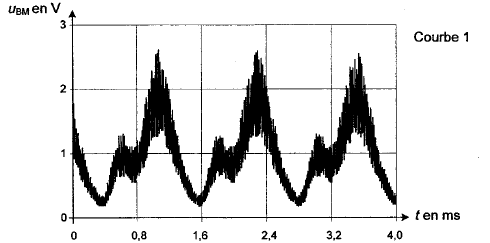 u_BM en V
Courbe 1
3
2
1
0
0 0,8 1,6 2,4 3,2 4,0
t en ms